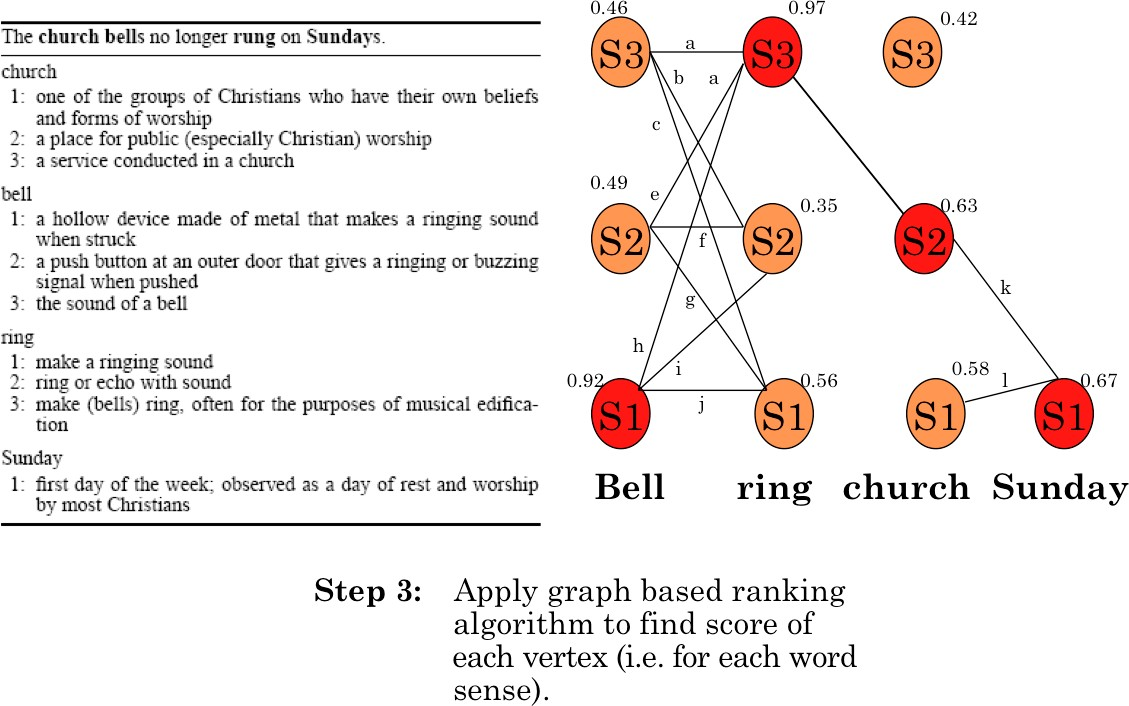 The church bells no longer rung on Sundays.
church
1: one of the groups of Christians who have their own beliefs
and forms of worship
2: a place for public (especially Christian) worship
3: a service conducted in a church
bell
1: a hollow device made of metal that makes a ringing sound
when struck
2: a push button at an outer door that gives a ringing or buzzing
signal when pushed
3: the sound of a bell
ring
1: make a ringing sound
2: ring or echo with sound
3: make (bells) ring, often for the purposes of musical edifica-
tion
Sunday
1: first day of the week; observed as a day of rest and worship
by most Christians
0.46 0.97 0.42
S3 a S3 S3
b a
c
0.49 e 0.35 0.63
S2 f S2 S2
g k
h i
0.92 0.56 0.58 l 0.67
S1 j S1 S1 S1
Bell ring church Sunday
Step 3: Apply graph based ranking
algorithm to find score of
each vertex (i.e. for each word
sense).